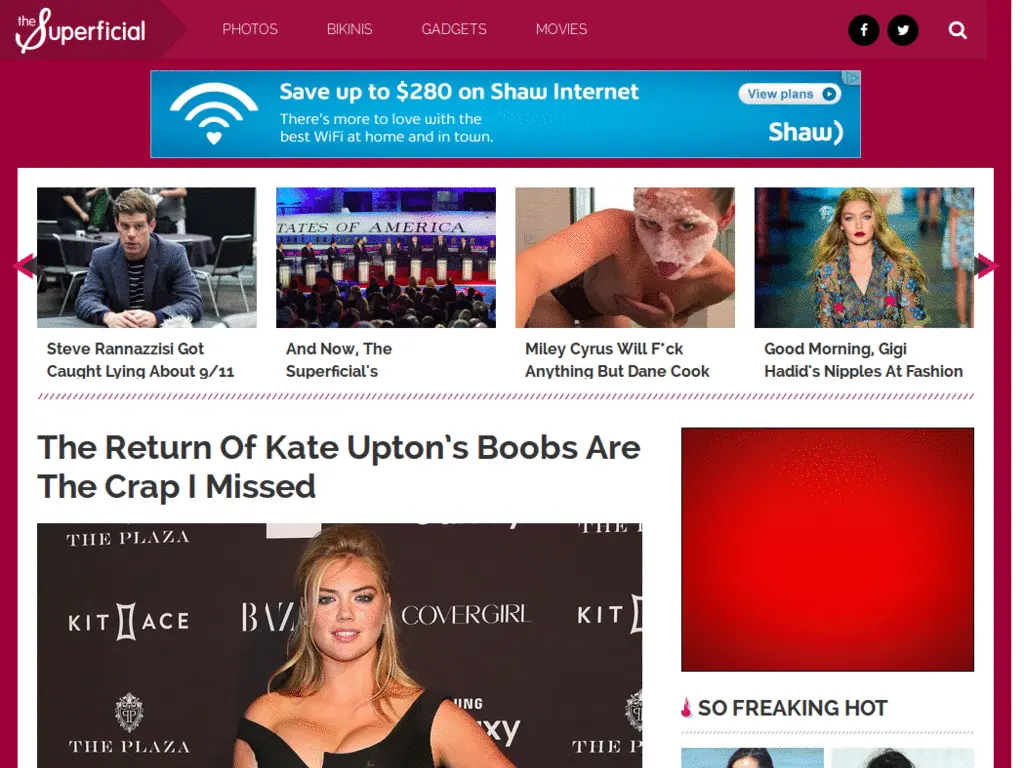 the Superficial
PHOTOS
BIKINIS
GADGETS
MOVIES
Save up to $280 on Shaw Internet
There's more to love with the
best WiFi at home and in town.
View plans
Shaw)
TATES OF AMERICA
Steve Rannazzisi Got
Caught Lying About 9/11
And Now, The
Superficial's
Miley Cyrus Will F*ck
Anything But Dane Cook
Good Morning, Gigi
Hadid's Nipples At Fashion
The Return Of Kate Upton's Boobs Are
The Crap I Missed
THE PLAZA
THE PLAZA
KIT ACE
BAZ
COVERGIRL
KIT
THE PLAZA
THE PLAZA
SO FREAKING HOT